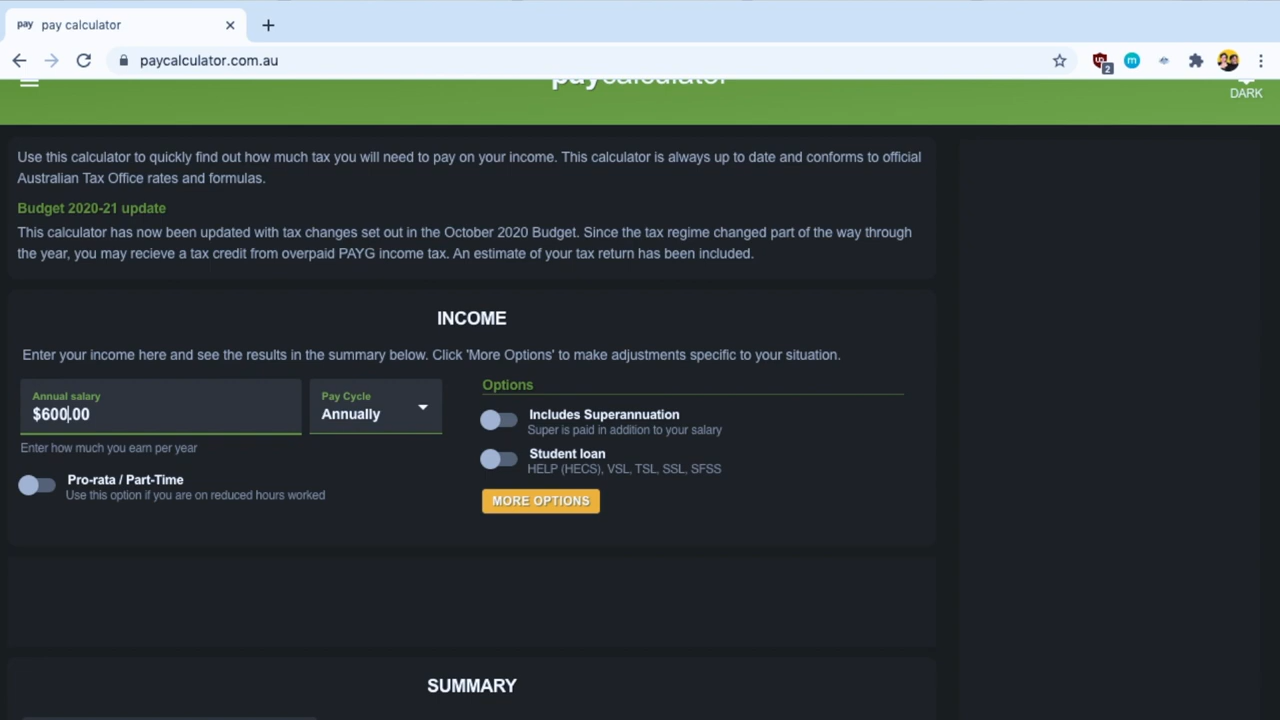 pay pay calculator
paycalculator.com.au
2
m
paycalculator
DARK
Use this calculator to quickly find out how much tax you will need to pay on your income. This calculator is always up to date and conforms to official
Australian Tax Office rates and formulas.
Budget 2020-21 update
This calculator has now been updated with tax changes set out in the October 2020 Budget. Since the tax regime changed part of the way through
the year, you may recieve a tax credit from overpaid PAYG income tax. An estimate of your tax return has been included.
INCOME
Enter your income here and see the results in the summary below. Click 'More Options' to make adjustments specific to your situation.
Annual salary
$600.00
Enter how much you earn per year
Pay Cycle
Annually
Pro-rata / Part-Time
Use this option if you are on reduced hours worked
Options
Includes Superannuation
Super is paid in addition to your salary
Student loan
HELP (HECS), VSL, TSL, SSL, SFSS
MORE OPTIONS
SUMMARY